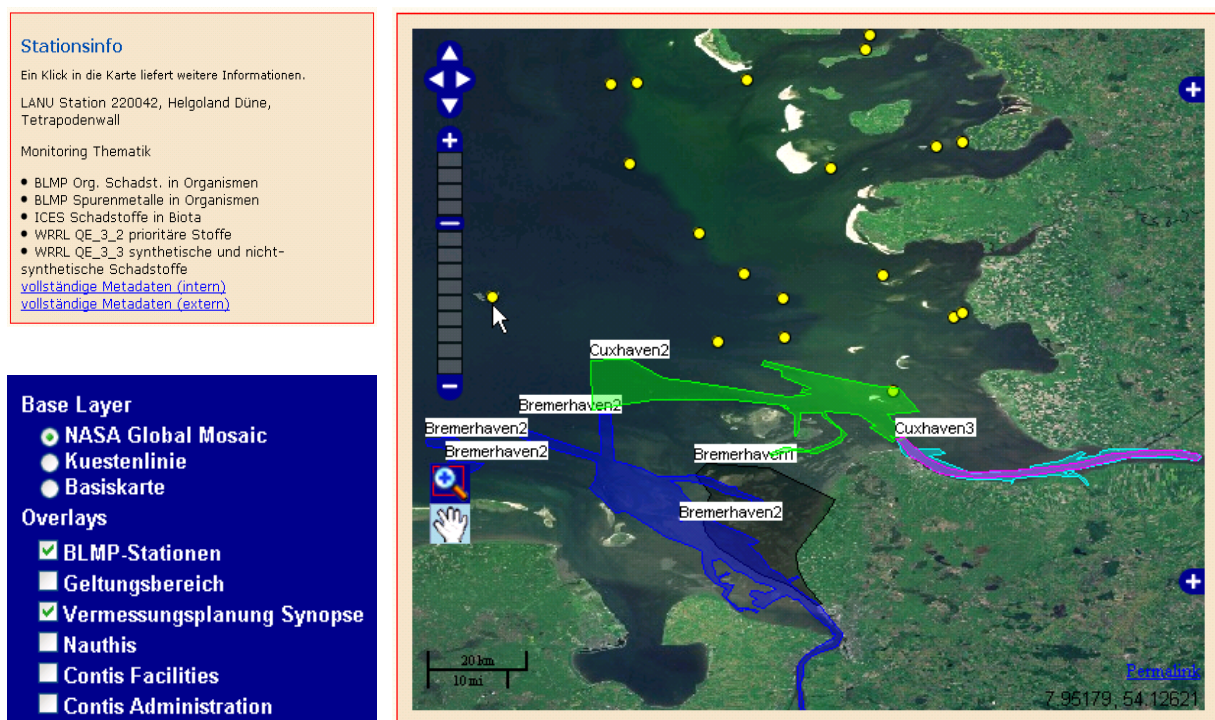 Stationsinfo
Ein Klick in die Karte liefert weitere Informationen.
LANU Station 220042, Helgoland Düne,
Tetrapodenwall
Monitoring Thematik
• BLMP Org. Schadst. in Organismen
• BLMP Spurenmetalle in Organismen
• ICES Schadstoffe in Biota
• WRRL QE_3_2 prioritäre Stoffe
• WRRL QE_3_3 synthetische und nicht-
synthetische Schadstoffe
vollständige Metadaten (intern)
vollständige Metadaten (extern)
Base Layer
NASA Global Mosaic
Kuestenlinie
Basiskarte
Overlays
BLMP-Stationen
Geltungsbereich
Vermessungsplanung Synopse
Nauthis
Contis Facilities
Contis Administration
Cuxhaven2
Bremerhaven2
Bremerhaven2
Cuxhaven3
Bremerhaven2
Bremerhaven1
Bremerhaven2
20 km
10 mi
Permalink
7.95179, 54.12621